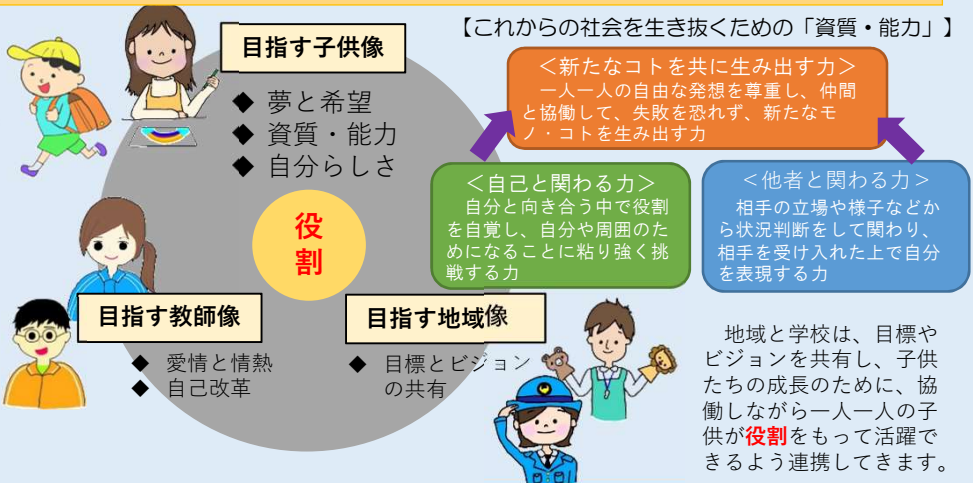 【これからの社会を生き抜くための「資質・能力」】
目指す子供像
◆ 夢と希望
◆ 資質・能力
◆ 自分らしさ
役
割
目指す教師像
◆ 愛情と情熱
◆ 自己改革
目指す地域像
◆ 目標とビジョン
の共有
＜新たなコトを共に生み出す力＞
一人一人の自由な発想を尊重し、仲間
と協働して、失敗を恐れず、新たなモ
ノ・コトを生み出す力
＜自己と関わる力＞
自分と向き合う中で役割
を自覚し、自分や周囲のた
めになることに粘り強く挑
戦する力
＜他者と関わる力＞
相手の立場や様子などか
ら状況判断をして関わり、
相手を受け入れた上で自分
を表現する力
地域と学校は、目標や
ビジョンを共有し、子供
たちの成長のために、協
働しながら一人一人の子
供が役割をもって活躍で
きるよう連携してきます。